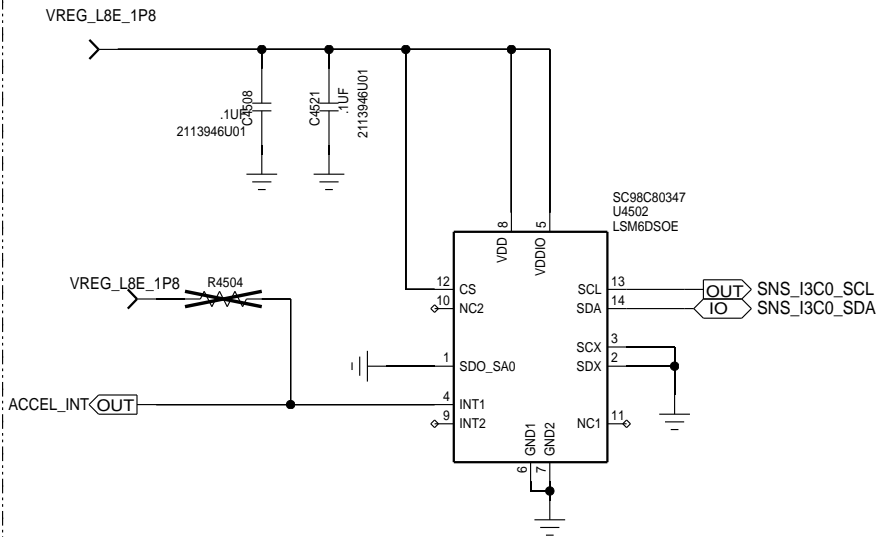 VREG_L8E_1P8
.1UF
C4508
2113946U01
C4521
.1UF
2113946U01
SC98C80347
U4502
LSM6DSOE
8
5
VDD
VDDIO
VREG_L8E_1P8
R4504
12
CS
10
NC2
SCL
13
OUT
SNS_I3C0_SCL
SDA
14
IO
SNS_I3C0_SDA
SCX
3
1
SDO_SA0
SDX
2
ACCEL_INT
OUT
4
INT1
9
INT2
NC1
11
GND1
GND2
6
7